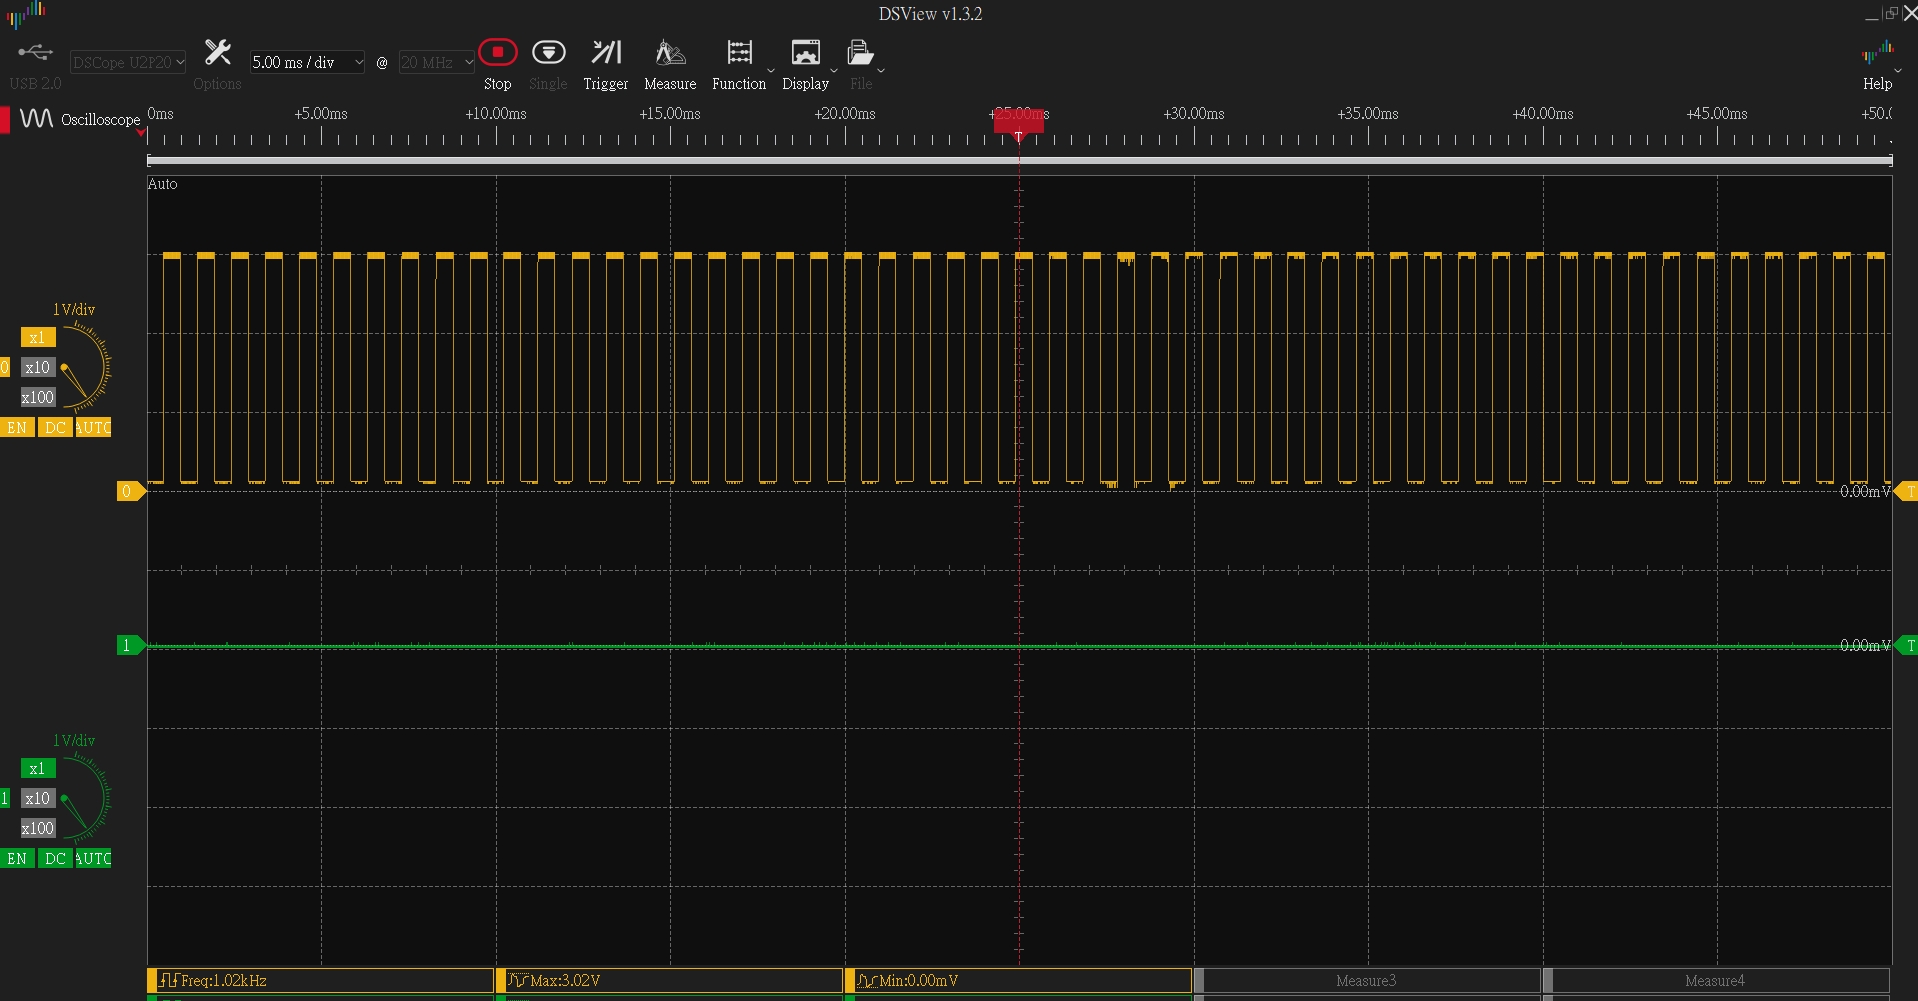 DSView v1.3.2
USB 2.0
DSCope U2P20
Options
5.00 ms / div
@
20 MHz
Stop
Single
Trigger
Measure
Function
Display
File
Help
Oscilloscope
0ms +5.00ms +10.00ms +15.00ms +20.00ms +25.00ms +30.00ms +35.00ms +40.00ms +45.00ms +50.0
T
Auto
1V/div
x1
0 x10
x100
EN DC AUTO
0
0.00mV T
1
0.00mV T
1V/div
x1
1 x10
x100
EN DC AUTO
Freq:1.02kHz Max:3.02V Min:0.00mV Measure3 Measure4